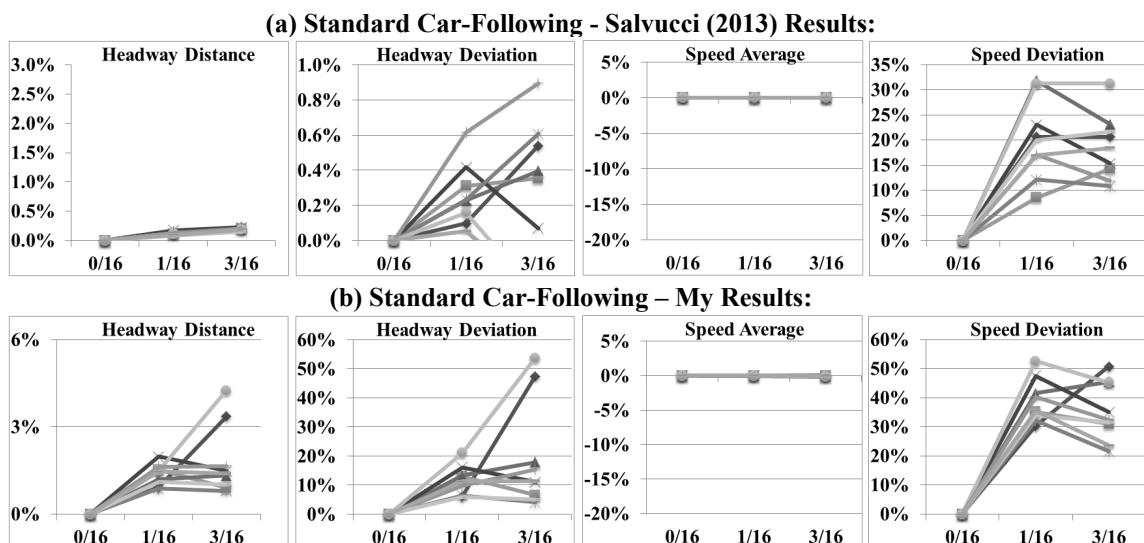 (a) Standard Car-Following - Salvucci (2013) Results:
Headway Distance
3.0%
2.5%
2.0%
1.5%
1.0%
0.5%
0.0%
0/16 1/16 3/16
Headway Deviation
1.0%
0.8%
0.6%
0.4%
0.2%
0.0%
0/16 1/16 3/16
Speed Average
5%
0%
-5%
-10%
-15%
-20%
0/16 1/16 3/16
Speed Deviation
35%
30%
25%
20%
15%
10%
5%
0%
0/16 1/16 3/16
(b) Standard Car-Following – My Results:
Headway Distance
6%
3%
0%
0/16 1/16 3/16
Headway Deviation
60%
50%
40%
30%
20%
10%
0%
0/16 1/16 3/16
Speed Average
5%
0%
-5%
-10%
-15%
-20%
0/16 1/16 3/16
Speed Deviation
60%
50%
40%
30%
20%
10%
0%
0/16 1/16 3/16